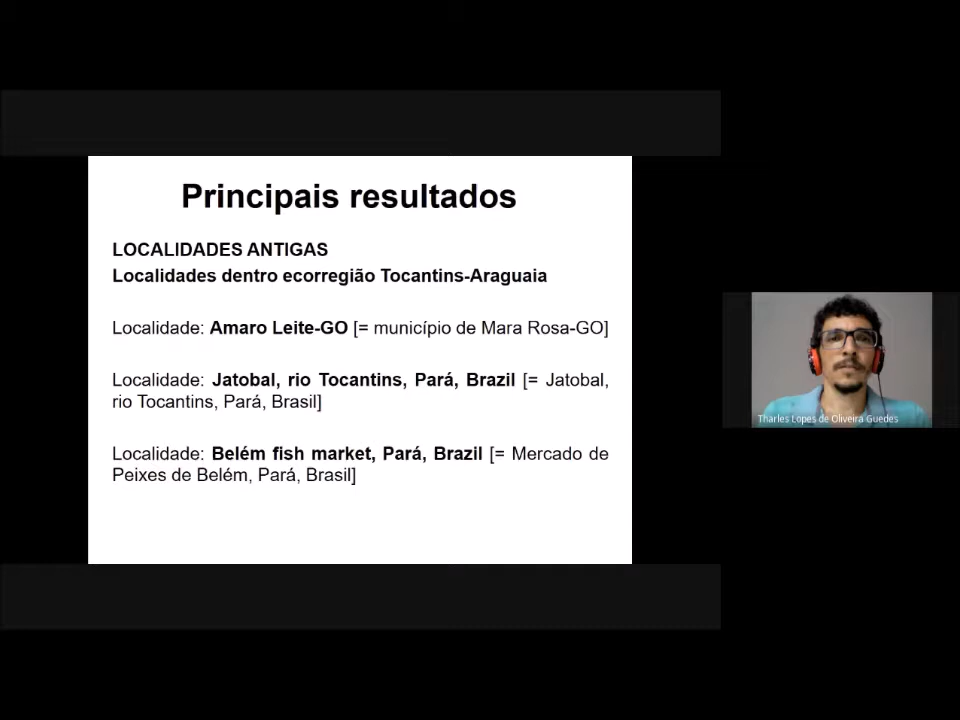 Principais resultados
LOCALIDADES ANTIGAS
Localidades dentro ecorregião Tocantins-Araguaia
Localidade: Amaro Leite-GO [= município de Mara Rosa-GO]
Localidade: Jatobal, rio Tocantins, Pará, Brazil [= Jatobal,
rio Tocantins, Pará, Brasil]
Localidade: Belém fish market, Pará, Brazil [= Mercado de
Peixes de Belém, Pará, Brasil]
Tharles Lopes de Oliveira Guedes